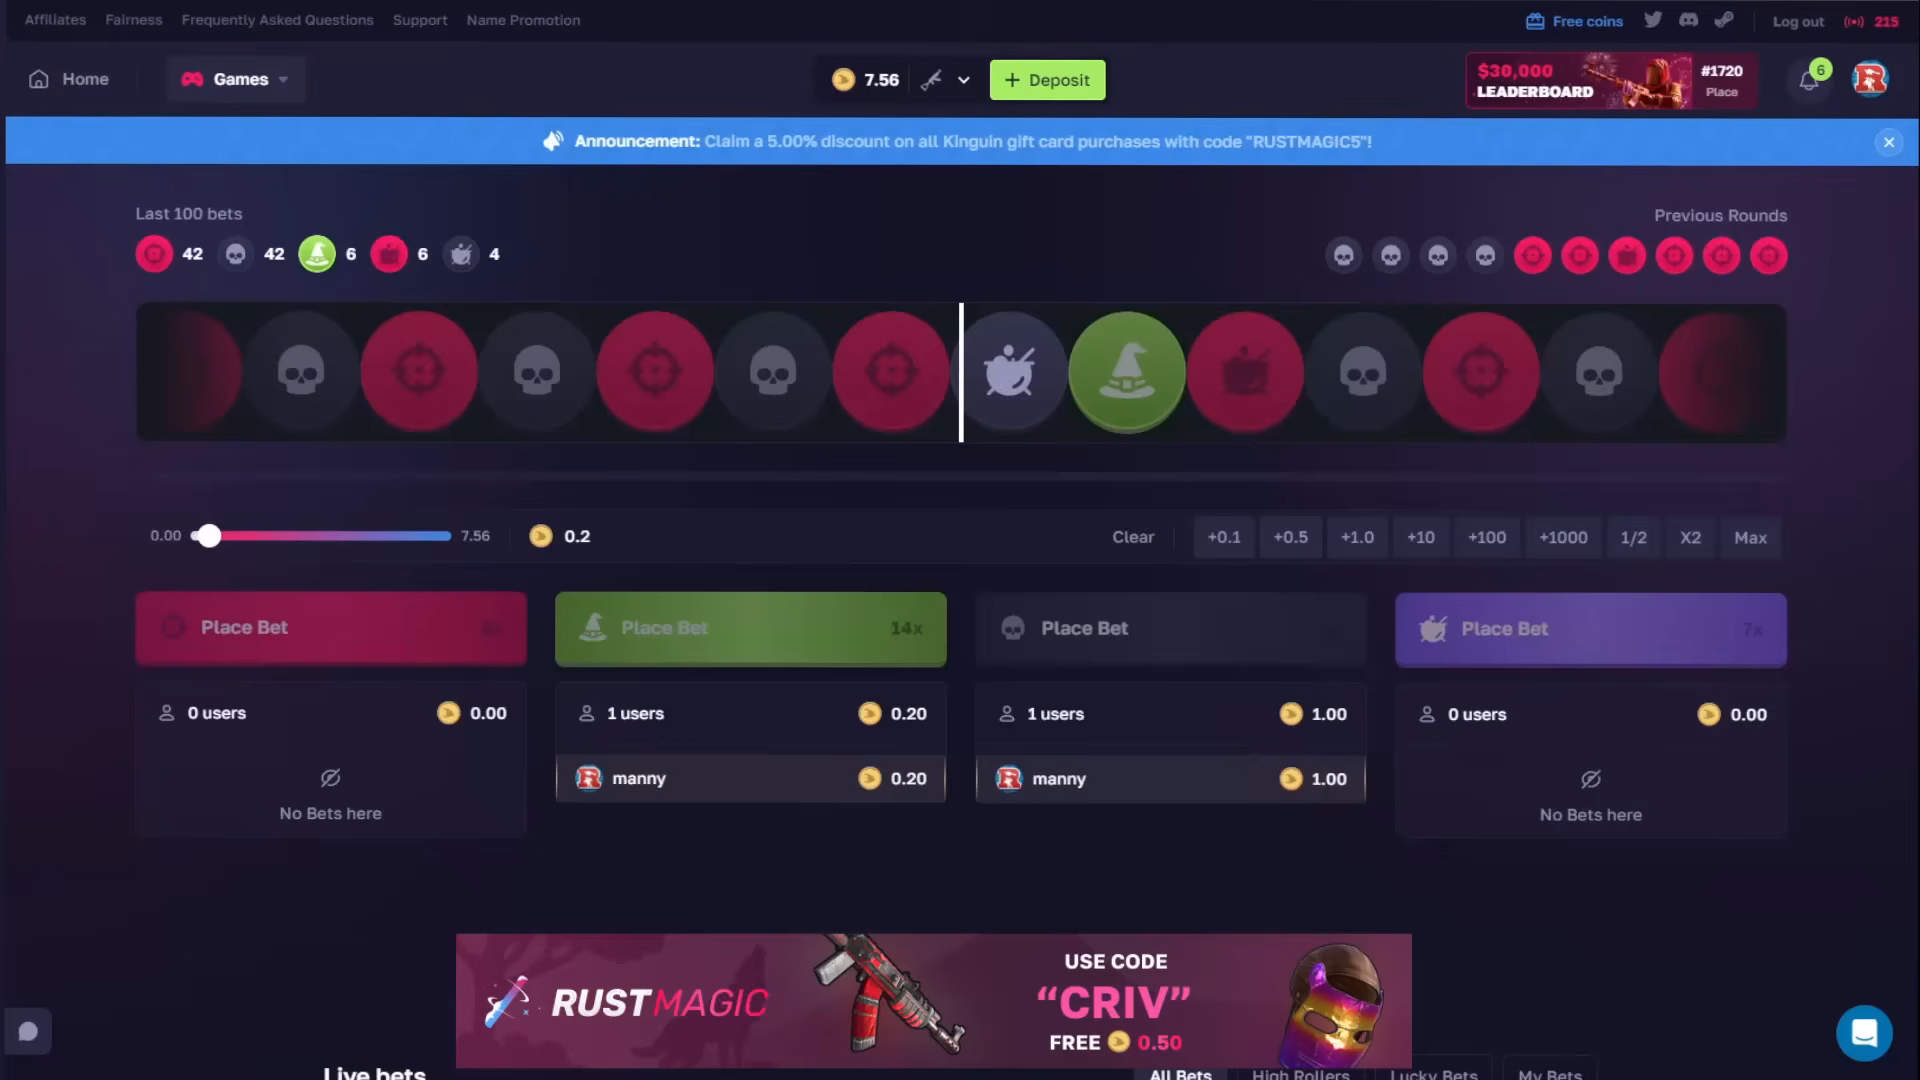 Affiliates Fairness Frequently Asked Questions Support Name Promotion
Free coins Log out 215
Home Games 7.56 + Deposit
$30,000 LEADERBOARD #1720 Place 6
Announcement: Claim a 5.00% discount on all Kinguin gift card purchases with code "RUSTMAGIC5"!
Last 100 bets Previous Rounds
42 42 6 6 4
0.00 7.56 0.2 Clear +0.1 +0.5 +1.0 +10 +100 +1000 1/2 X2 Max
Place Bet
Place Bet 14x
Place Bet
Place Bet 7x
0 users 0.00
1 users 0.20
1 users 1.00
0 users 0.00
manny 0.20
manny 1.00
No Bets here
No Bets here
RUSTMAGIC
USE CODE
“CRIV”
FREE 0.50
Live bets All Bets High Rollers Lucky Bets My Bets